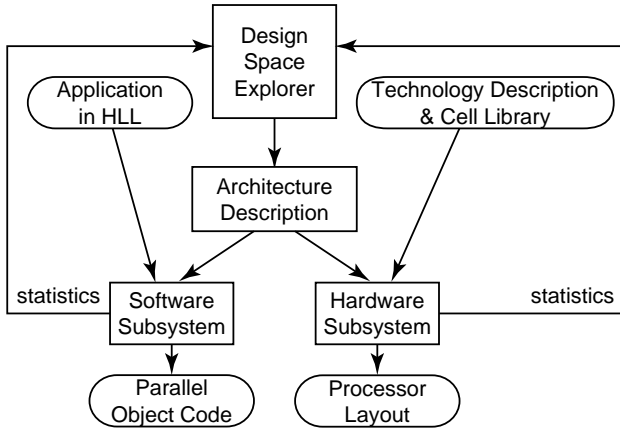 Design
Space
Explorer
Application
in HLL
Technology Description
& Cell Library
Architecture
Description
statistics
Software
Subsystem
Hardware
Subsystem
statistics
Parallel
Object Code
Processor
Layout